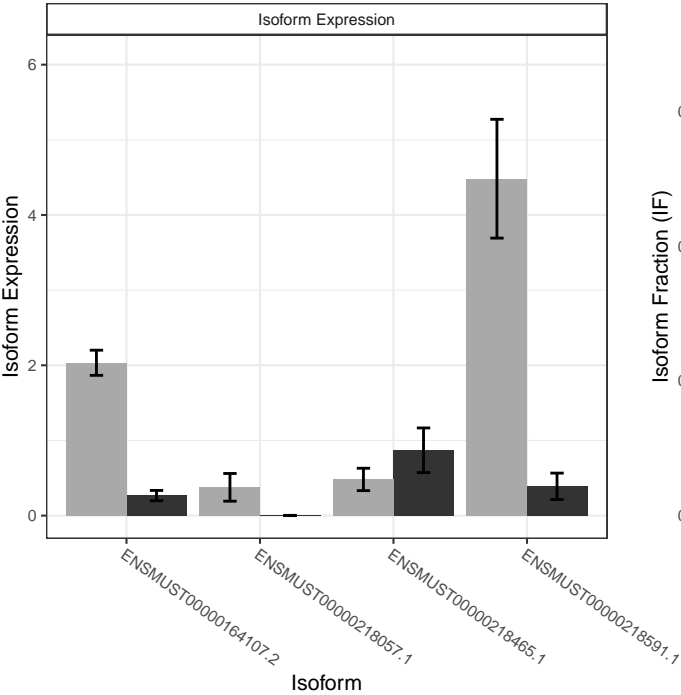 Isoform Expression
Isoform Expression
6
4
2
0
ENSMUST00000164107.2
ENSMUST00000218057.1
ENSMUST00000218465.1
ENSMUST00000218591.1
Isoform
Isoform Fraction (IF)